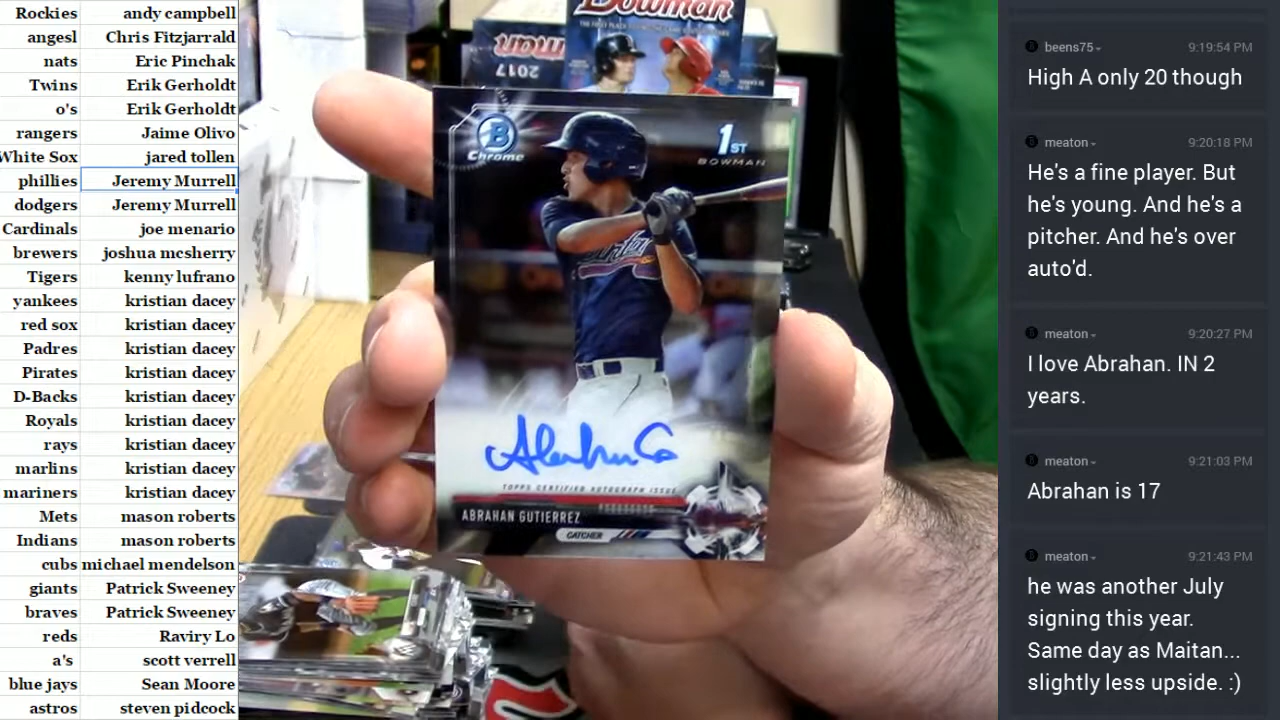 Rockies andy campbell
angesl Chris Fitzjarrald
nats Eric Pinchak
Twins Erik Gerholdt
o's Erik Gerholdt
rangers Jaime Olivo
White Sox jared tollen
phillies Jeremy Murrell
dodgers Jeremy Murrell
Cardinals joe menario
brewers joshua mcsherry
Tigers kenny lufrano
yankees kristian dacey
red sox kristian dacey
Padres kristian dacey
Pirates kristian dacey
D-Backs kristian dacey
Royals kristian dacey
rays kristian dacey
marlins kristian dacey
mariners kristian dacey
Mets mason roberts
Indians mason roberts
cubs michael mendelson
giants Patrick Sweeney
braves Patrick Sweeney
reds Raviry Lo
a's scott verrell
blue jays Sean Moore
astros steven pidcock
Bowman
2017
B
Chrome
1ST
BOWMAN
TOPPS CERTIFIED AUTOGRAPH ISSUE
ABRAHAN GUTIERREZ
CATCHER
beens75 9:19:54 PM
High A only 20 though
meaton 9:20:18 PM
He's a fine player. But
he's young. And he's a
pitcher. And he's over
auto'd.
meaton 9:20:27 PM
I love Abrahan. IN 2
years.
meaton 9:21:03 PM
Abrahan is 17
meaton 9:21:43 PM
he was another July
signing this year.
Same day as Maitan...
slightly less upside. :)